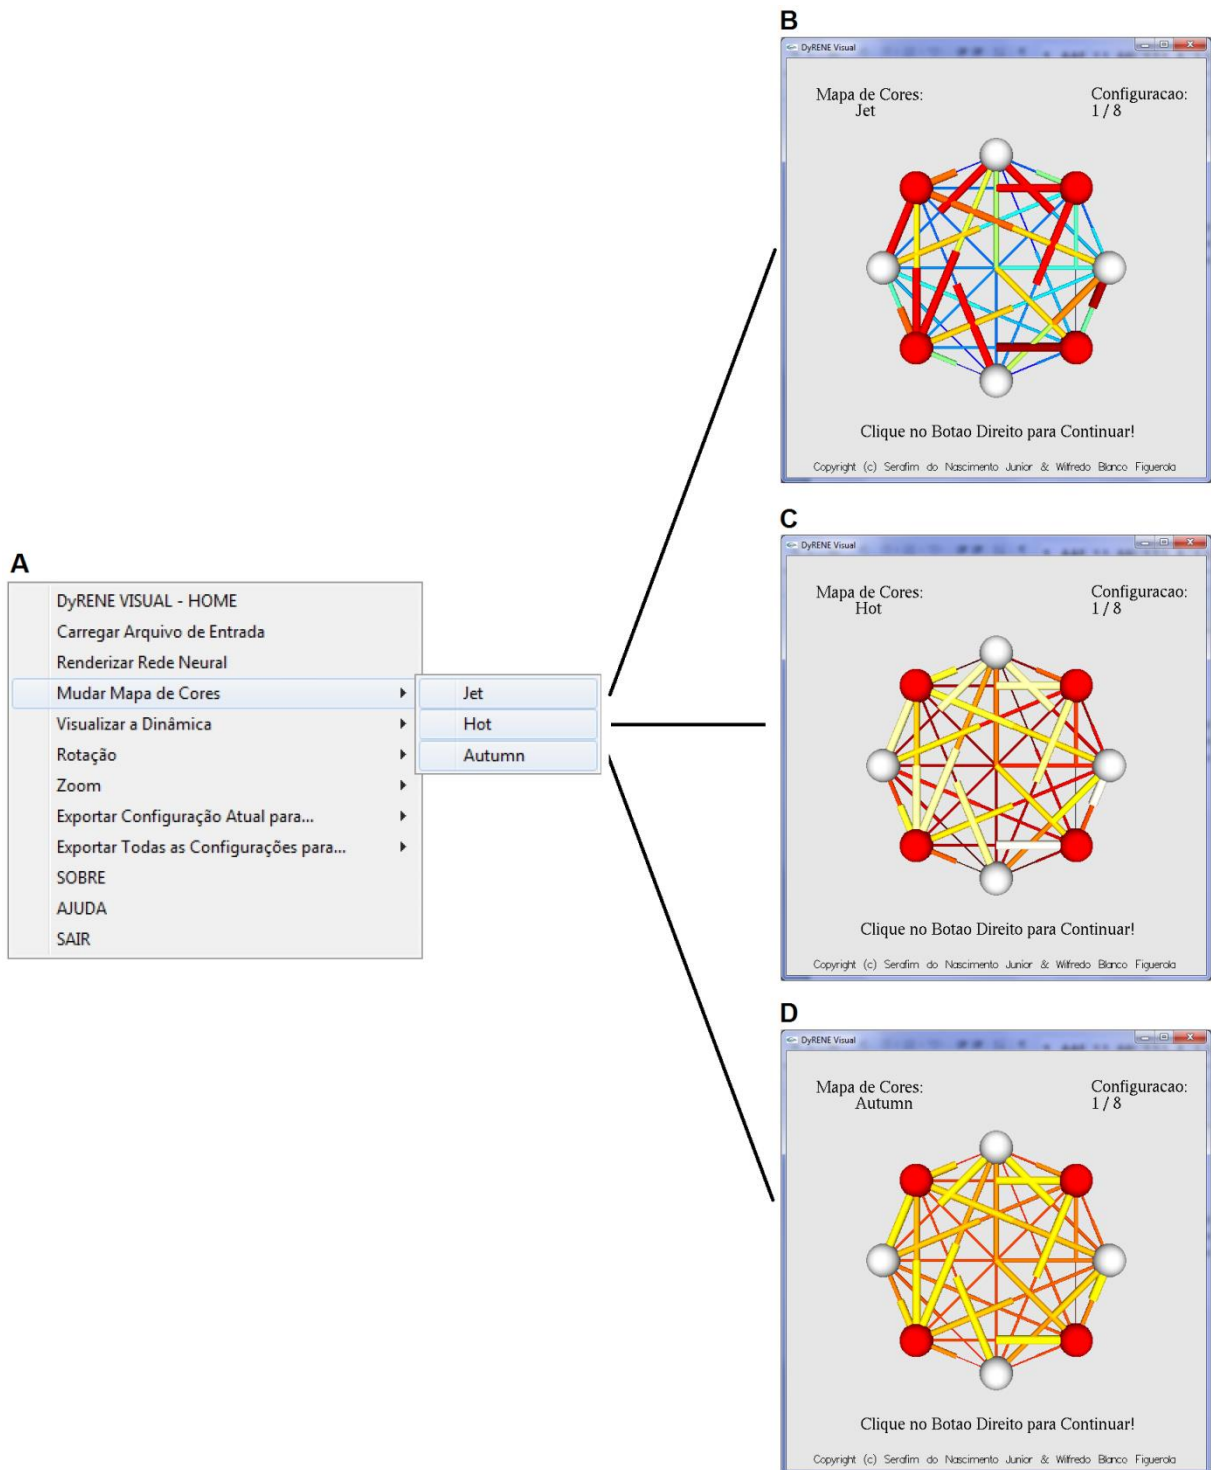 A
DyRENE VISUAL - HOME
Carregar Arquivo de Entrada
Renderizar Rede Neural
Mudar Mapa de Cores
Visualizar a Dinâmica
Rotação
Zoom
Exportar Configuração Atual para...
Exportar Todas as Configurações para...
SOBRE
AJUDA
SAIR
Jet
Hot
Autumn
B
DyRENE Visual
Mapa de Cores:
Jet
Configuracao:
1 / 8
Clique no Botao Direito para Continuar!
Copyright (c) Serafim do Nascimento Junior & Wilfredo Blanco Figuerola
C
DyRENE Visual
Mapa de Cores:
Hot
Configuracao:
1 / 8
Clique no Botao Direito para Continuar!
Copyright (c) Serafim do Nascimento Junior & Wilfredo Blanco Figuerola
D
DyRENE Visual
Mapa de Cores:
Autumn
Configuracao:
1 / 8
Clique no Botao Direito para Continuar!
Copyright (c) Serafim do Nascimento Junior & Wilfredo Blanco Figuerola